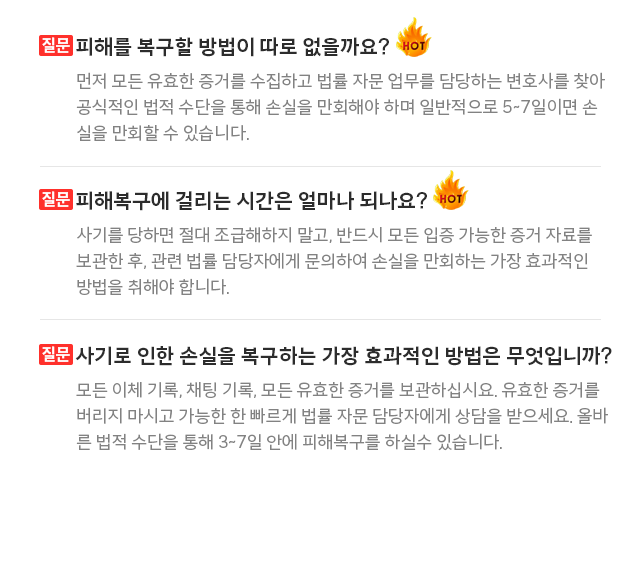 질문 피해를 복구할 방법이 따로 없을까요? HOT
먼저 모든 유효한 증거를 수집하고 법률 자문 업무를 담당하는 변호사를 찾아
공식적인 법적 수단을 통해 손실을 만회해야 하며 일반적으로 5~7일이면 손
실을 만회할 수 있습니다.
질문 피해복구에 걸리는 시간은 얼마나 되나요? HOT
사기를 당하면 절대 조급해하지 말고, 반드시 모든 입증 가능한 증거 자료를
보관한 후, 관련 법률 담당자에게 문의하여 손실을 만회하는 가장 효과적인
방법을 취해야 합니다.
질문 사기로 인한 손실을 복구하는 가장 효과적인 방법은 무엇입니까?
모든 이체 기록, 채팅 기록, 모든 유효한 증거를 보관하십시요. 유효한 증거를
버리지 마시고 가능한 한 빠르게 법률 자문 담당자에게 상담을 받으세요. 올바
른 법적 수단을 통해 3~7일 안에 피해복구를 하실수 있습니다.